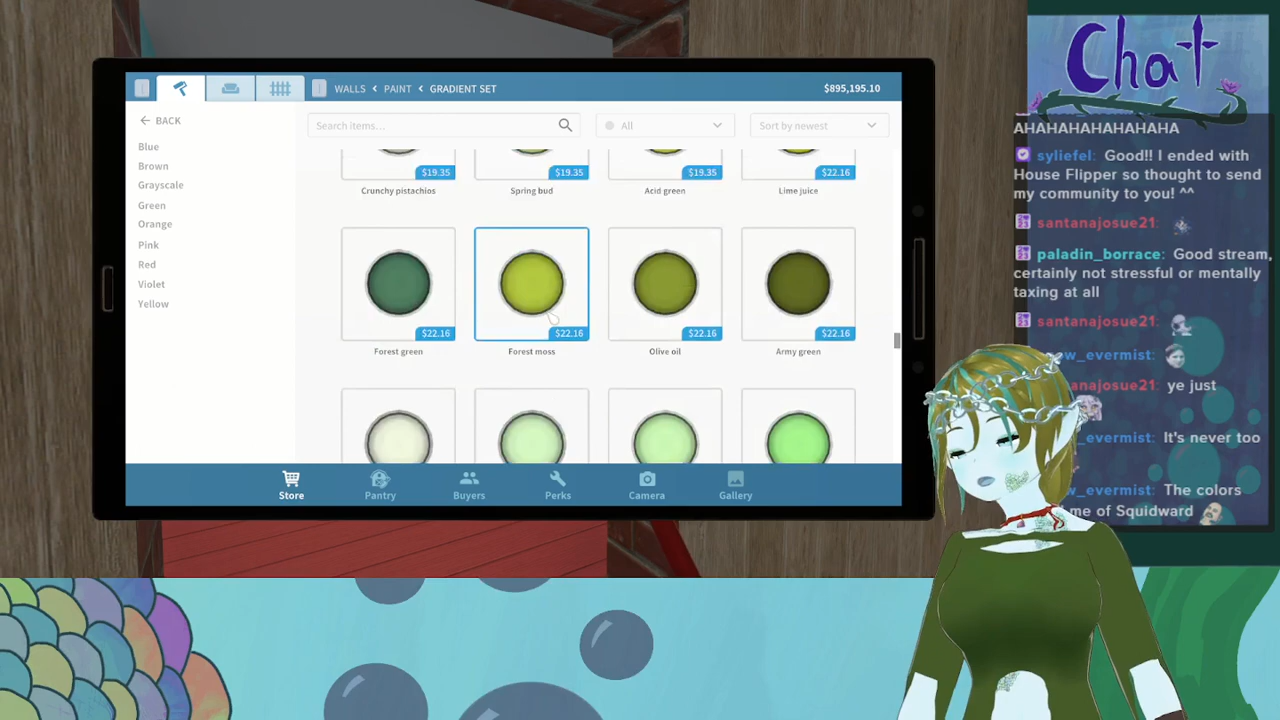 WALLS < PAINT < GRADIENT SET
$895,195.10
BACK
Search items...
All
Sort by newest
Blue
Brown
Grayscale
Green
Orange
Pink
Red
Violet
Yellow
$19.35
$19.35
$19.35
$22.16
Crunchy pistachios
Spring bud
Acid green
Lime juice
$22.16
$22.16
$22.16
$22.16
Forest green
Forest moss
Olive oil
Army green
Store
Pantry
Buyers
Perks
Camera
Gallery
Chat
AHAHAHAHAHAHA
syliefel: Good!! I ended with
House Flipper so thought to send
my community to you! ^^
santanajosue21:
paladin_borrace: Good stream,
certainly not stressful or mentally
taxing at all
santanajosue21:
w_evermist:
anajosue21: ye just
_evermist: It's never too
w_evermist: The colors
me of Squidward